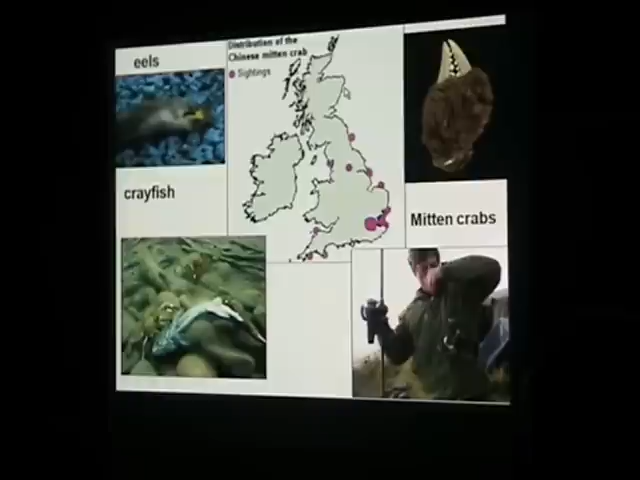 eels
Distribution of the
Chinese mitten crab
Sightings
crayfish
Mitten crabs